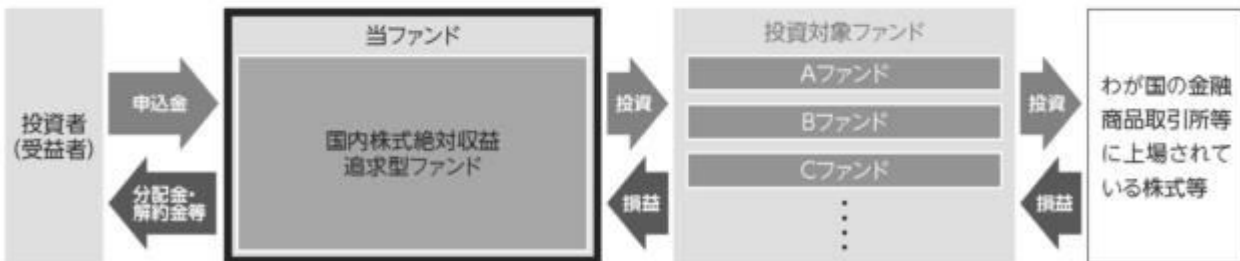 投資者
(受益者)
申込金
分配金・
解約金等
当ファンド
国内株式絶対収益
追求型ファンド
投資
損益
投資対象ファンド
Aファンド
Bファンド
Cファンド
投資
損益
わが国の金融
商品取引所等
に上場されて
いる株式等